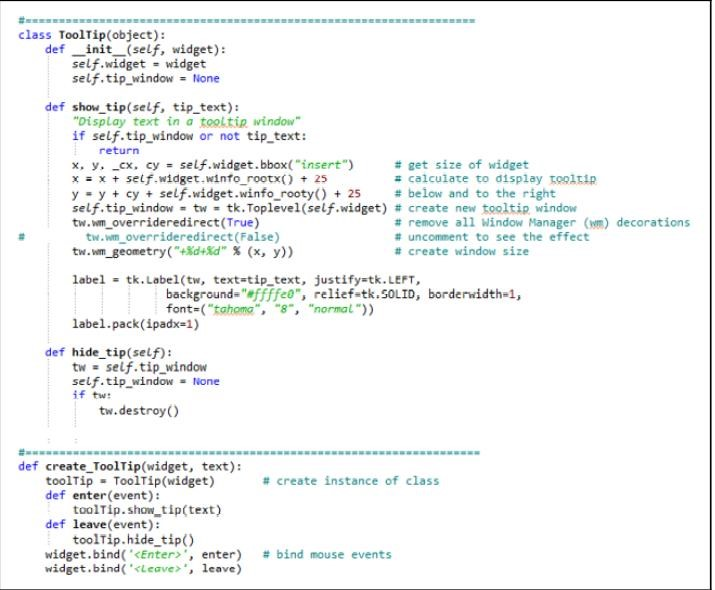 #==================================================================
class ToolTip(object):
    def __init__(self, widget):
        self.widget = widget
        self.tip_window = None

    def show_tip(self, tip_text):
        "Display text in a tooltip window"
        if self.tip_window or not tip_text:
            return
        x, y, _cx, cy = self.widget.bbox("insert")      # get size of widget
        x = x + self.widget.winfo_rootx() + 25          # calculate to display tooltip
        y = y + cy + self.widget.winfo_rooty() + 25     # below and to the right
        self.tip_window = tw = tk.Toplevel(self.widget) # create new tooltip window
        tw.wm_overrideredirect(True)                    # remove all Window Manager (wm) decorations
#         tw.wm_overrideredirect(False)                 # uncomment to see the effect
        tw.wm_geometry("+%d+%d" % (x, y))               # create window size

        label = tk.Label(tw, text=tip_text, justify=tk.LEFT,
                      background="#ffffe0", relief=tk.SOLID, borderwidth=1,
                      font=("tahoma", "8", "normal"))
        label.pack(ipadx=1)

    def hide_tip(self):
        tw = self.tip_window
        self.tip_window = None
        if tw:
            tw.destroy()

#===================================================================
def create_ToolTip(widget, text):
    toolTip = ToolTip(widget)       # create instance of class
    def enter(event):
        toolTip.show_tip(text)
    def leave(event):
        toolTip.hide_tip()
    widget.bind('<Enter>', enter)   # bind mouse events
    widget.bind('<Leave>', leave)